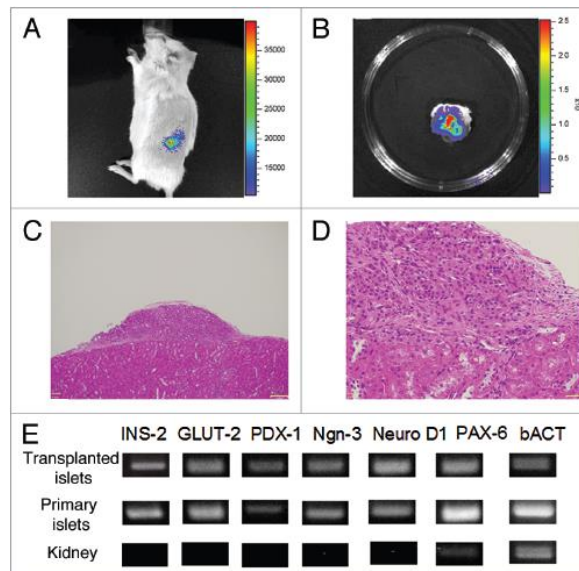 A
B
35000
30000
25000
20000
15000
10000
2.5
2.0
1.5
1.0
0.5
C
D
E
INS-2 GLUT-2 PDX-1 Ngn-3 Neuro D1 PAX-6 bACT
Transplanted
islets
Primary
islets
Kidney